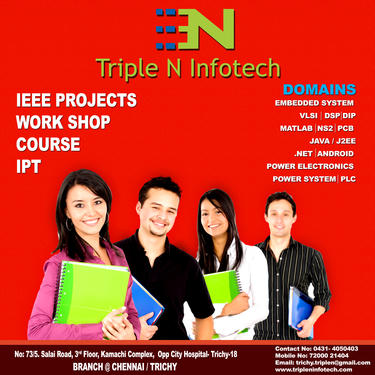 Triple N Infotech
IEEE PROJECTS
WORK SHOP
COURSE
IPT
DOMAINS
EMBEDDED SYSTEM
VLSI | DSP | DIP
MATLAB | NS2 | PCB
JAVA / J2EE
.NET | ANDROID
POWER ELECTRONICS
POWER SYSTEM | PLC
No: 73/5. Salai Road, 3rd Floor, Kamachi Complex, Opp City Hospital- Trichy-18
BRANCH @ CHENNAI / TRICHY
Contact No: 0431- 4050403
Mobile No: 72000 21404
Email: trichy.triplen@gmail.com
www.tripleninfotech.com